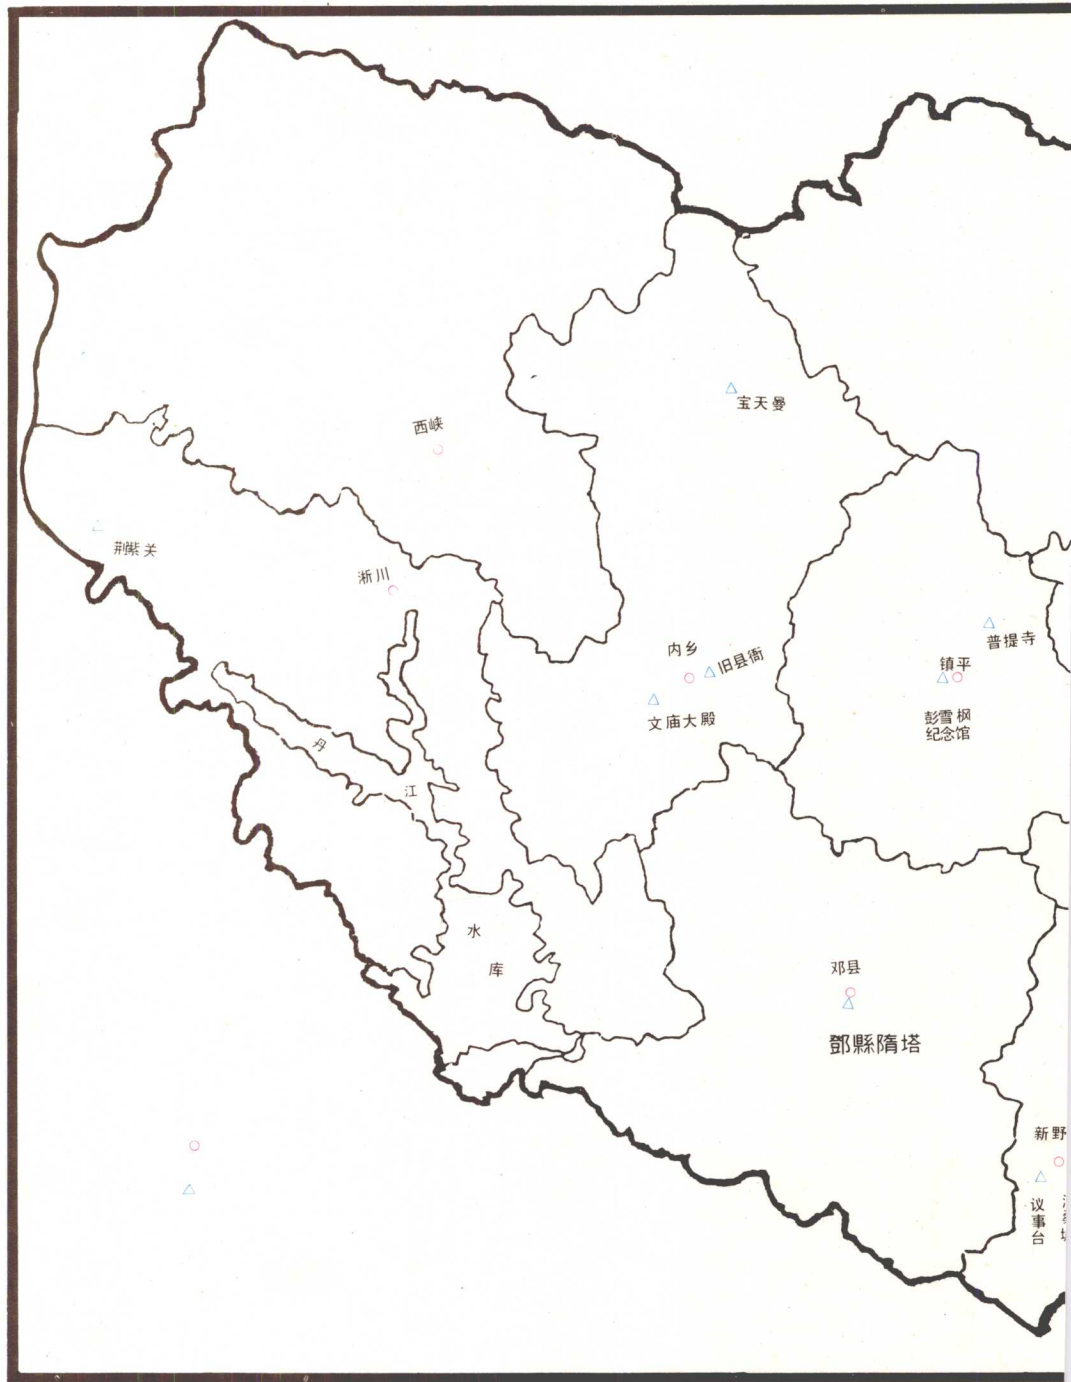 宝天曼
西峡
荆紫关
淅川
普提寺
内乡
旧县衙
镇平
文庙大殿
彭雪枫
纪念馆
丹
江
水
库
邓县
鄧縣隋塔
新野
议事台